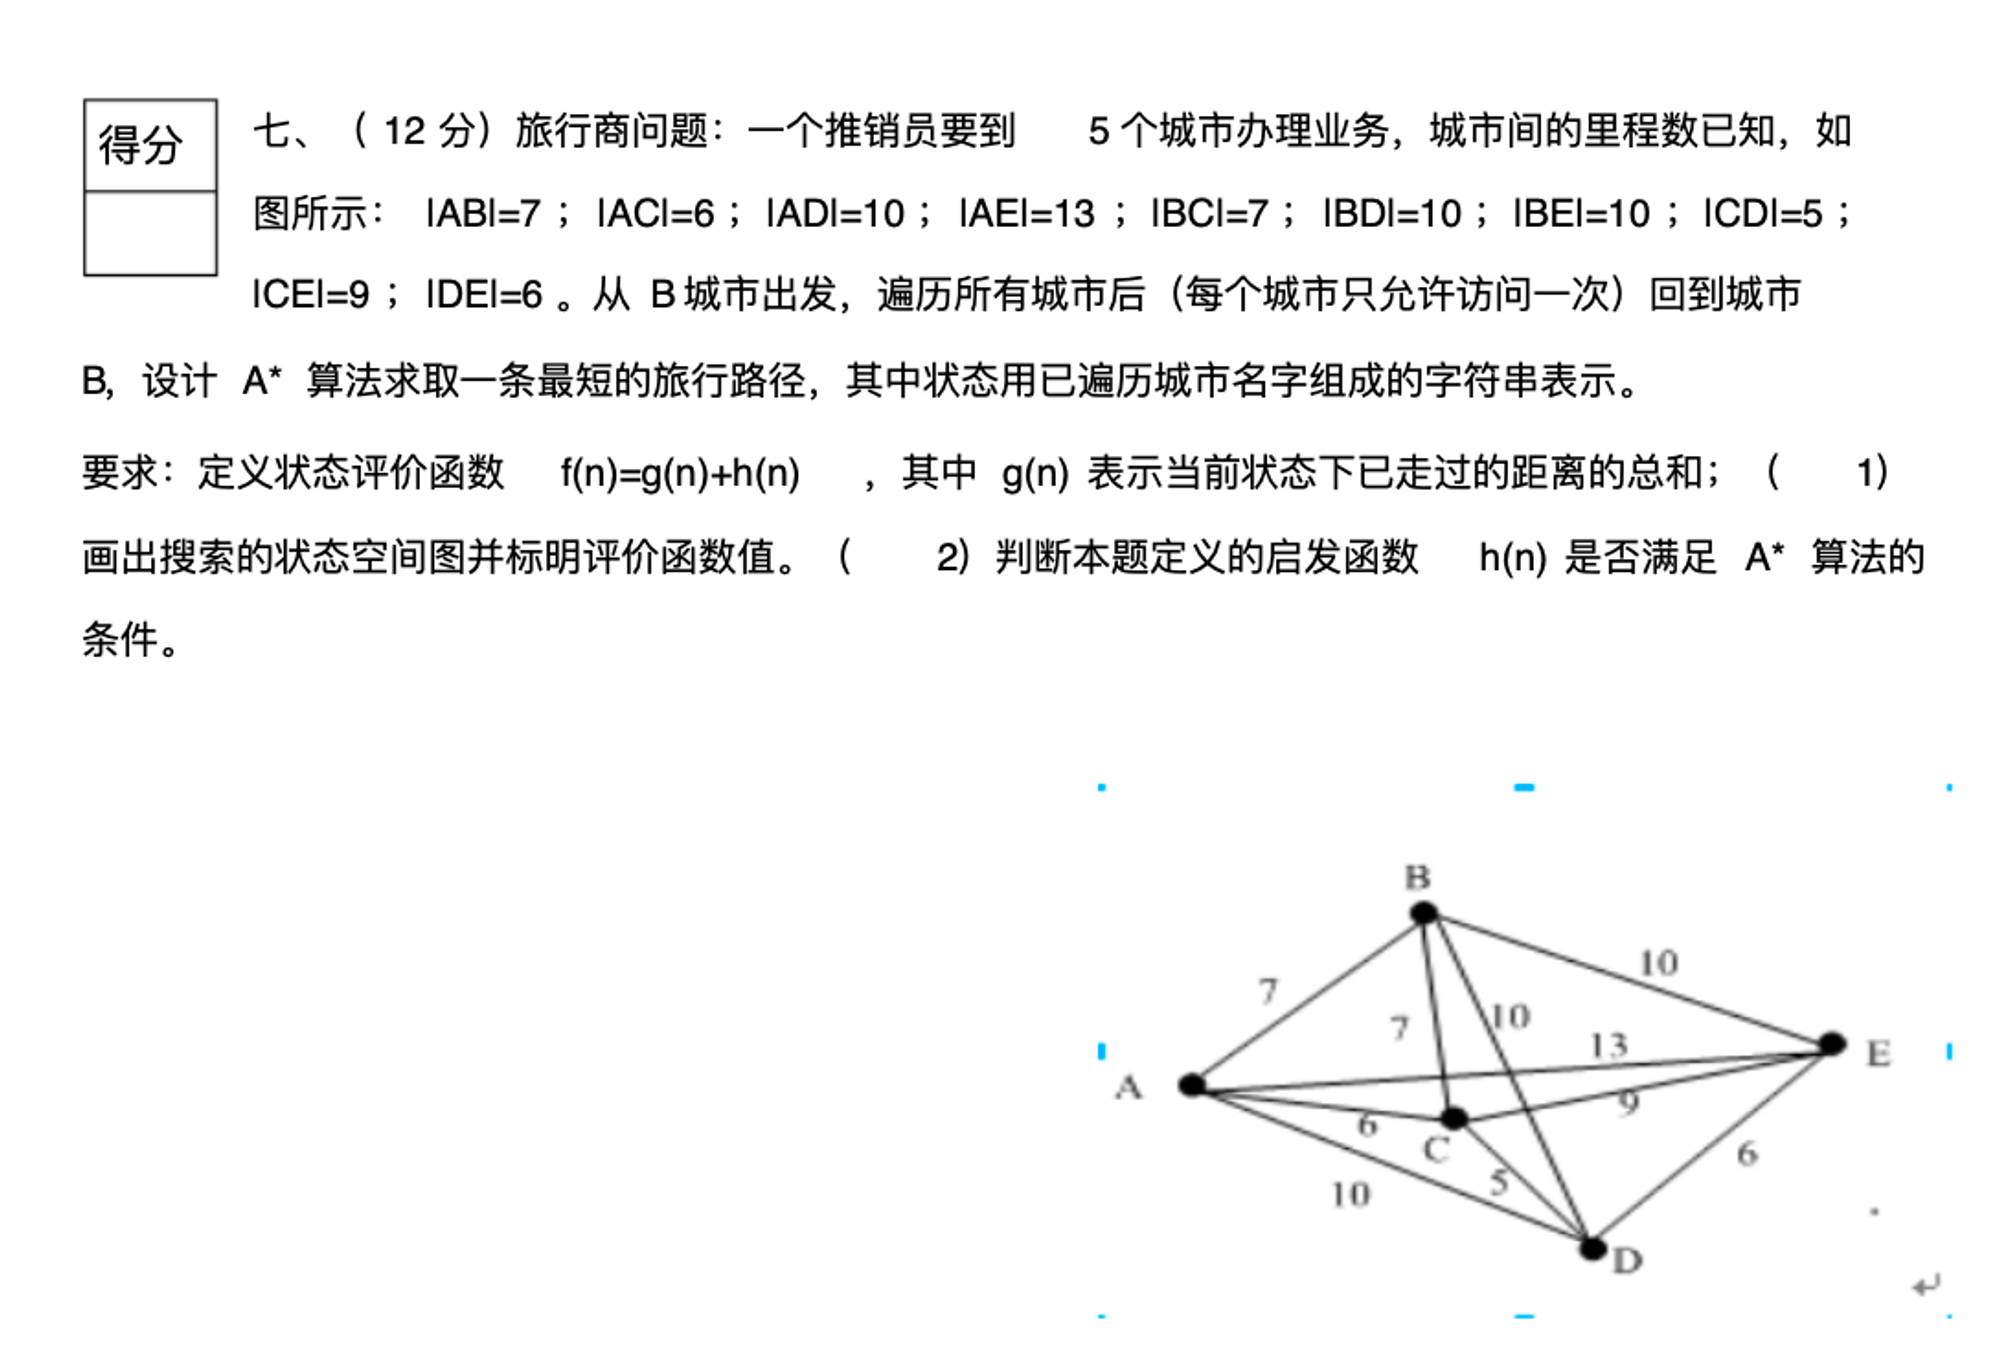 得分
七、（ 12 分）旅行商问题：一个推销员要到 5 个城市办理业务，城市间的里程数已知，如
图所示： |AB|=7 ；|AC|=6 ；|AD|=10 ；|AE|=13 ；|BC|=7 ；|BD|=10 ；|BE|=10 ；|CD|=5 ；
|CE|=9 ；|DE|=6 。从 B 城市出发，遍历所有城市后（每个城市只允许访问一次）回到城市
B，设计 A* 算法求取一条最短的旅行路径，其中状态用已遍历城市名字组成的字符串表示。
要求：定义状态评价函数 f(n)=g(n)+h(n) ，其中 g(n) 表示当前状态下已走过的距离的总和；（ 1）
画出搜索的状态空间图并标明评价函数值。（ 2）判断本题定义的启发函数 h(n) 是否满足 A* 算法的
条件。
B
10
7
7
10
13
E
A
9
6
C
6
5
10
D